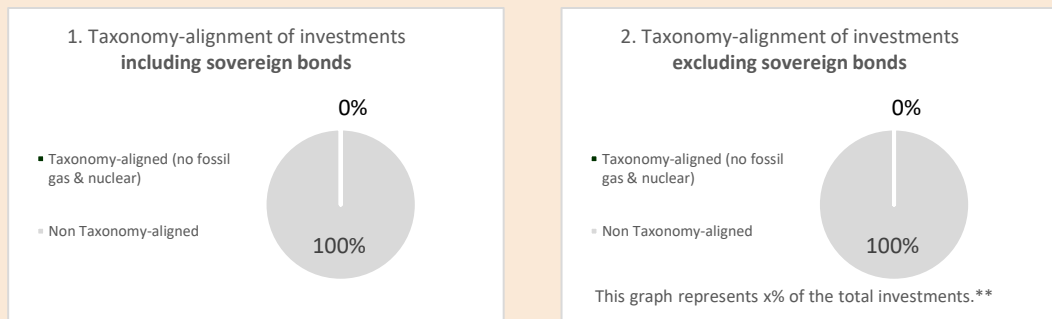 1. Taxonomy-alignment of investments
including sovereign bonds
0%
Taxonomy-aligned (no fossil
gas & nuclear)
Non Taxonomy-aligned
100%
2. Taxonomy-alignment of investments
excluding sovereign bonds
0%
Taxonomy-aligned (no fossil
gas & nuclear)
Non Taxonomy-aligned
100%
This graph represents x% of the total investments.**